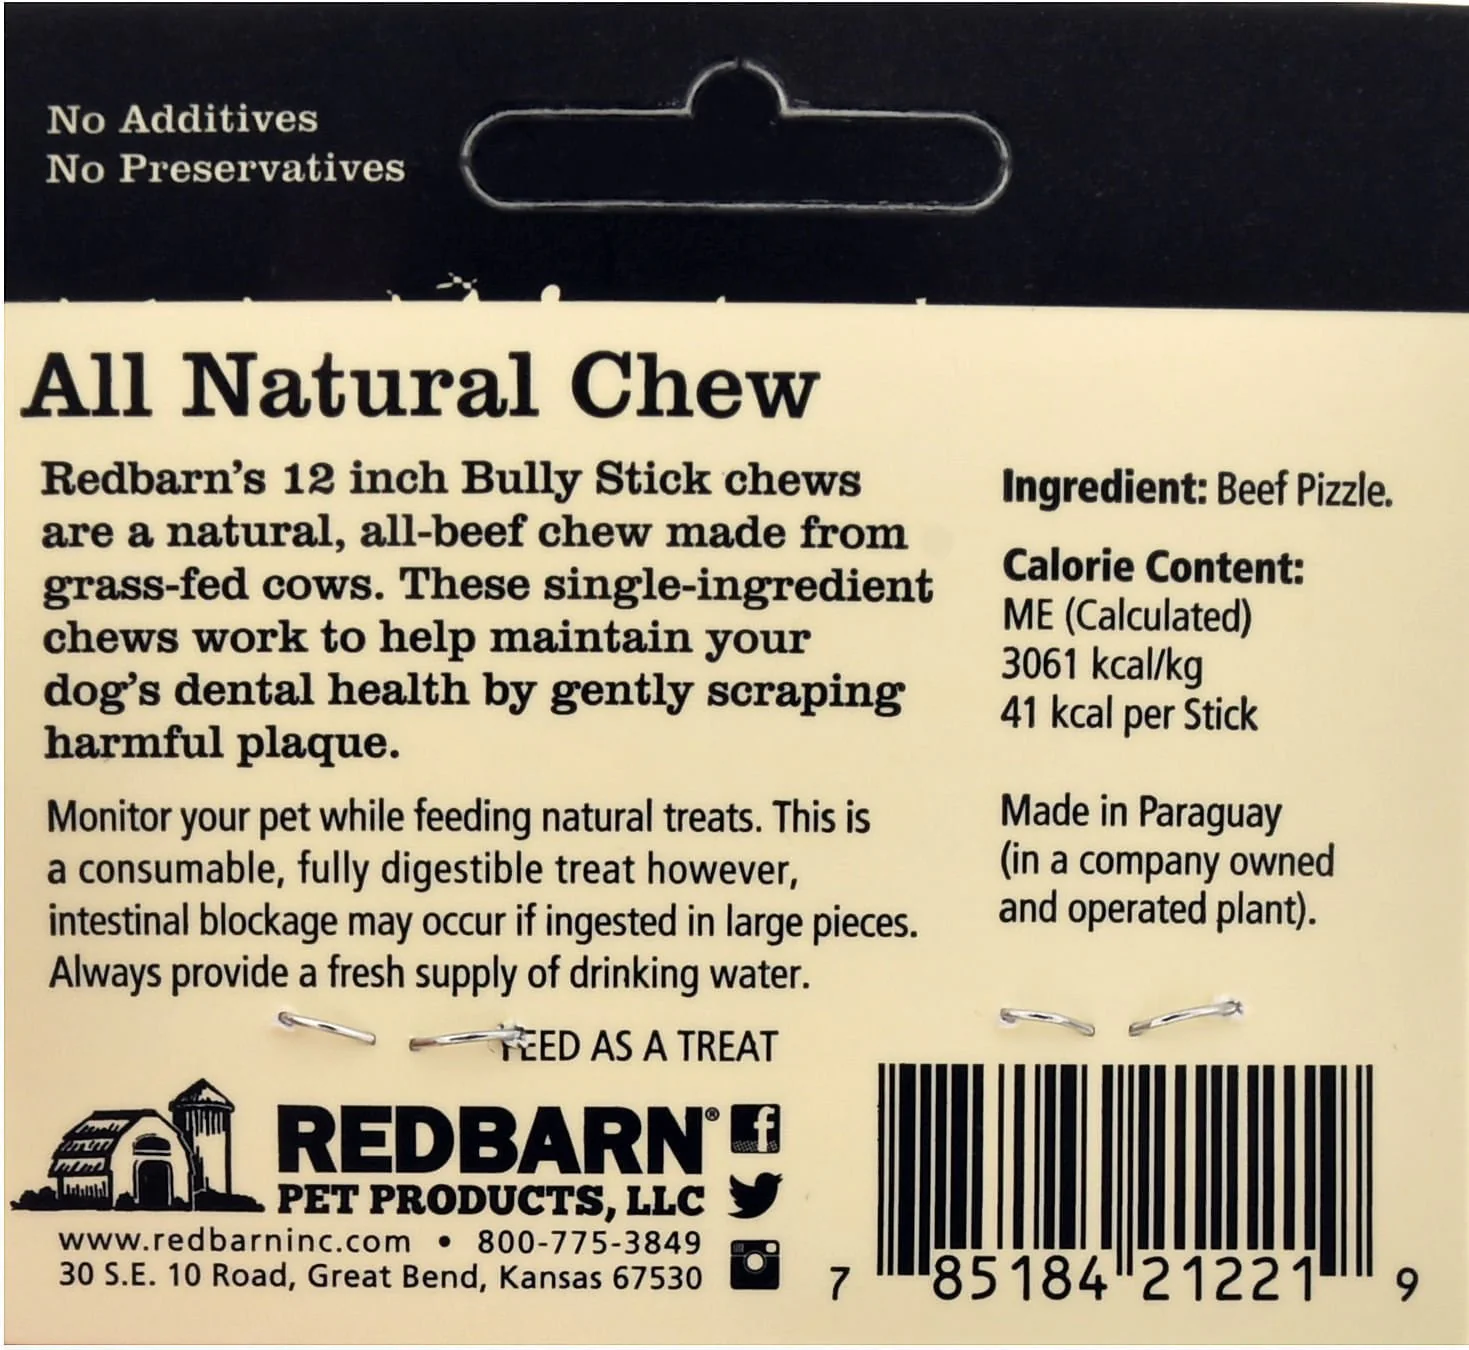 No Additives
No Preservatives
All Natural Chew
Redbarn's 12 inch Bully Stick chews
are a natural, all-beef chew made from
grass-fed cows. These single-ingredient
chews work to help maintain your
dog's dental health by gently scraping
harmful plaque.
Monitor your pet while feeding natural treats. This is
a consumable, fully digestible treat however,
intestinal blockage may occur if ingested in large pieces.
Always provide a fresh supply of drinking water.
FEED AS A TREAT
Ingredient: Beef Pizzle.
Calorie Content:
ME (Calculated)
3061 kcal/kg
41 kcal per Stick
Made in Paraguay
(in a company owned
and operated plant).
REDBARN®
PET PRODUCTS, LLC
www.redbarninc.com • 800-775-3849
30 S.E. 10 Road, Great Bend, Kansas 67530
f
7 85184 21221 9